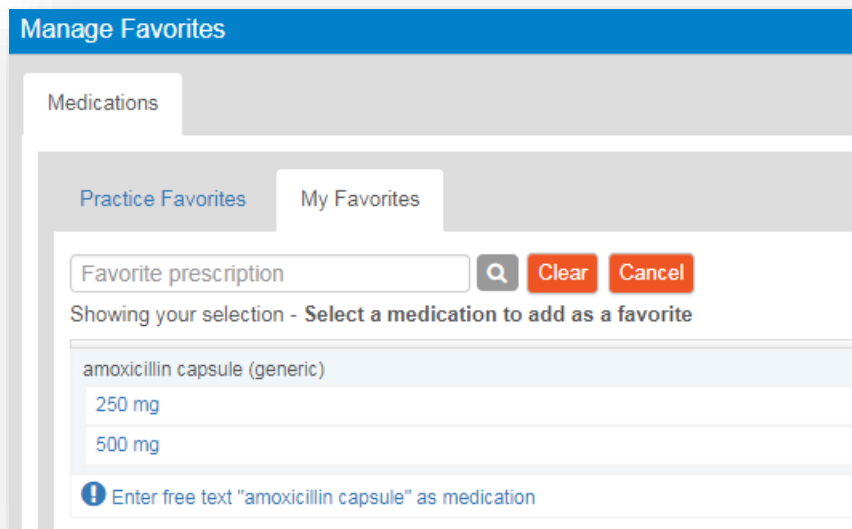 Manage Favorites
Medications
Practice Favorites My Favorites
Favorite prescription Clear Cancel
Showing your selection - Select a medication to add as a favorite
amoxicillin capsule (generic)
250 mg
500 mg
Enter free text "amoxicillin capsule" as medication